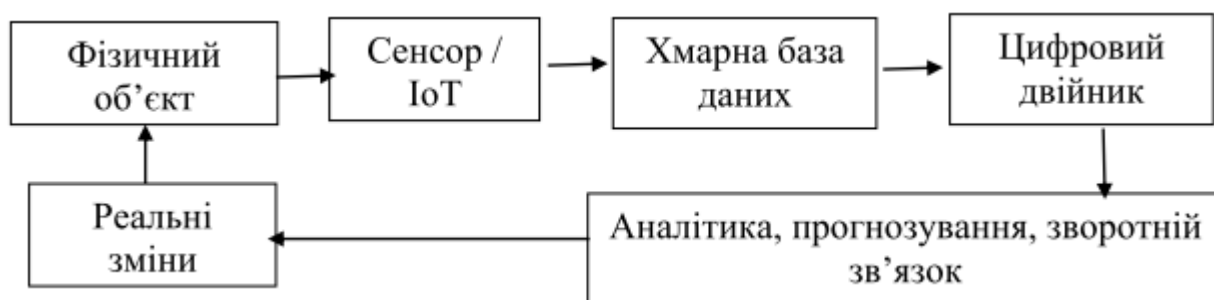 Фізичний
об’єкт
Сенсор /
IoT
Хмарна база
даних
Цифровий
двійник
Реальні
зміни
Аналітика, прогнозування, зворотній
зв’язок